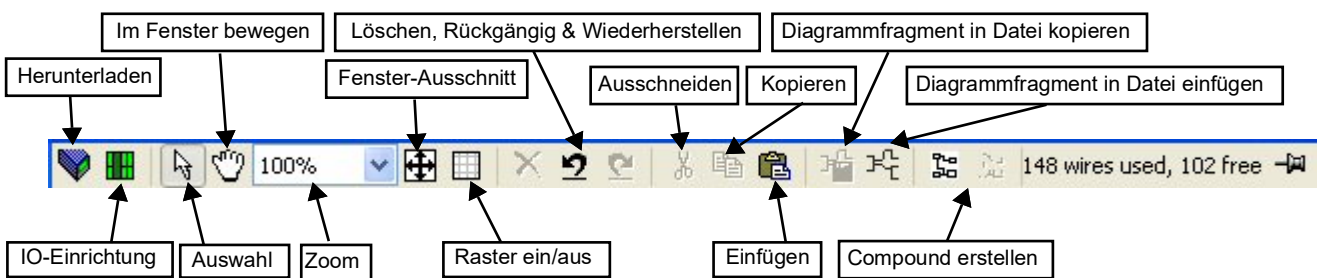 Im Fenster bewegen
Löschen, Rückgängig & Wiederherstellen
Diagrammfragment in Datei kopieren
Herunterladen
Fenster-Ausschnitt
Ausschneiden
Kopieren
Diagrammfragment in Datei einfügen
100%
148 wires used, 102 free
IO-Einrichtung
Auswahl
Zoom
Raster ein/aus
Einfügen
Compound erstellen